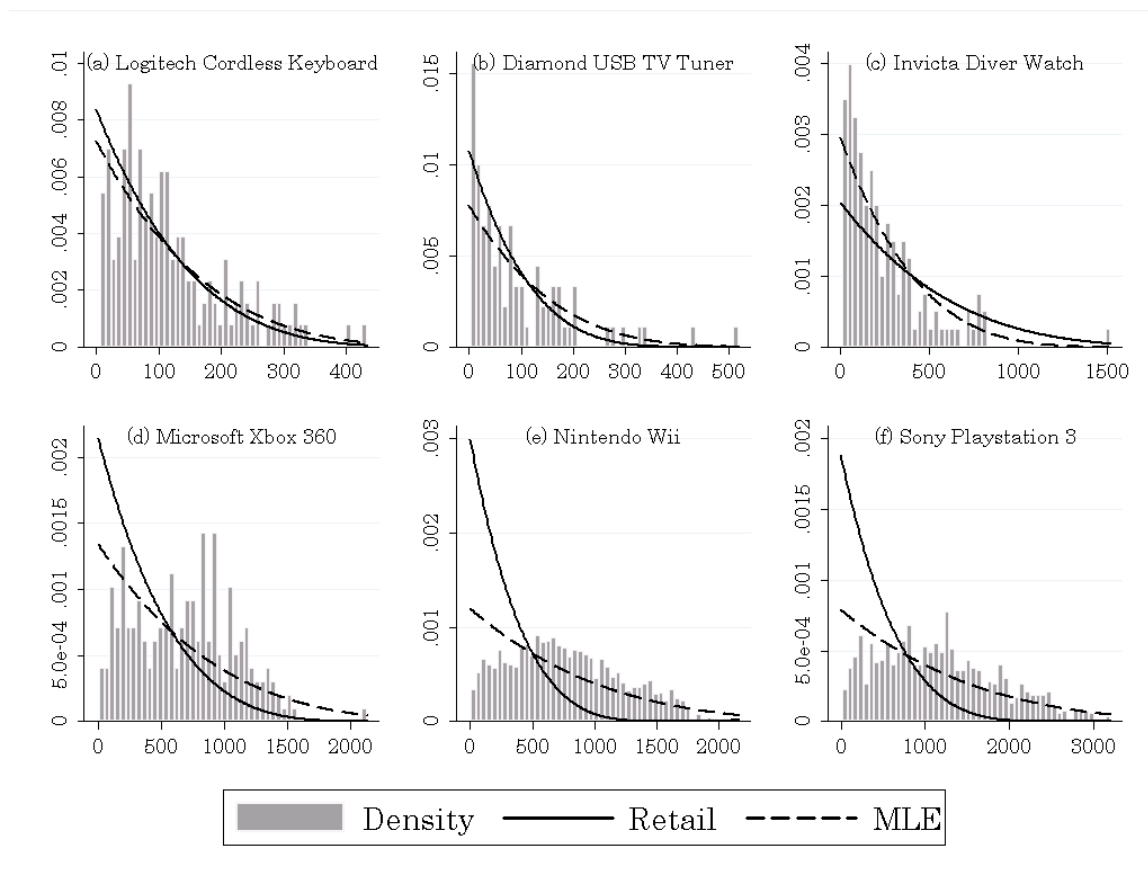 (a) Logitech Cordless Keyboard
.01
.008
.006
.004
.002
0
0 100 200 300 400
(b) Diamond USB TV Tuner
.015
.01
.005
0
0 100 200 300 400 500
(c) Invicta Diver Watch
.004
.003
.002
.001
0
0 500 1000 1500
(d) Microsoft Xbox 360
.002
.0015
.001
5.0e-04
0
0 500 1000 1500 2000
(e) Nintendo Wii
.003
.002
.001
0
0 500 1000 1500 2000
(f) Sony Playstation 3
.002
.0015
.001
5.0e-04
0
0 1000 2000 3000
Density Retail MLE